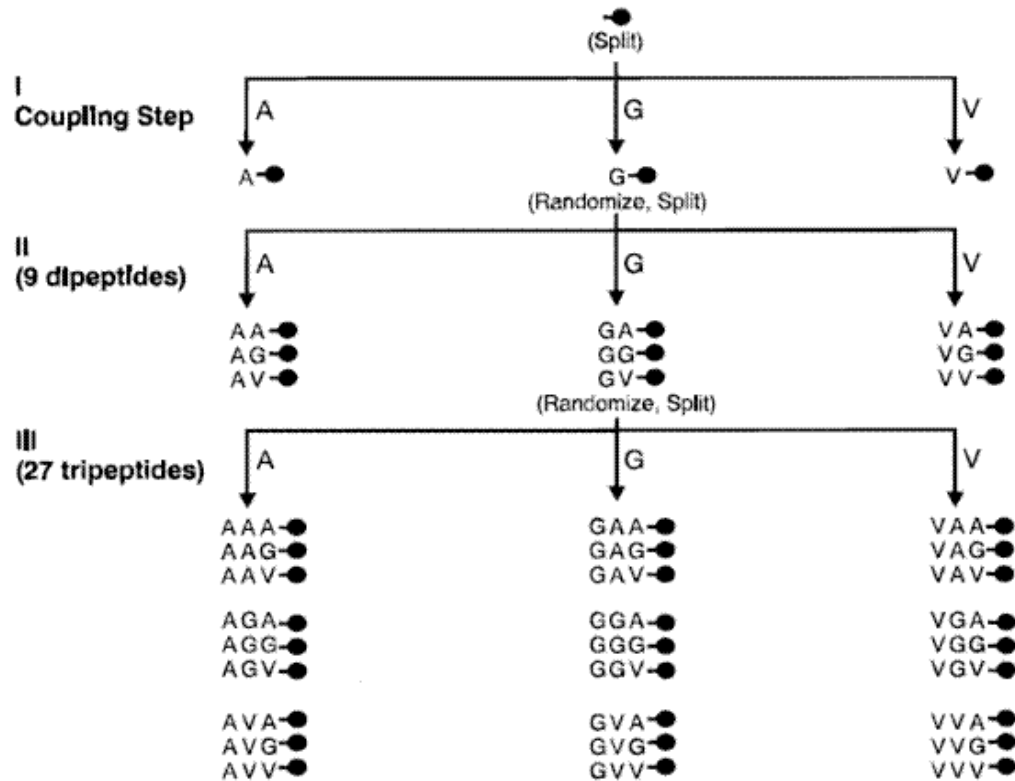 (Split)
I
Coupling Step
A G V
A G V
(Randomize, Split)
II
(9 dipeptides)
A G V
AA GA VA
AG GG VG
AV GV VV
(Randomize, Split)
III
(27 tripeptides)
A G V
AAA GAA VAA
AAG GAG VAG
AAV GAV VAV
AGA GGA VGA
AGG GGG VGG
AGV GGV VGV
AVA GVA VVA
AVG GVG VVG
AVV GVV VVV